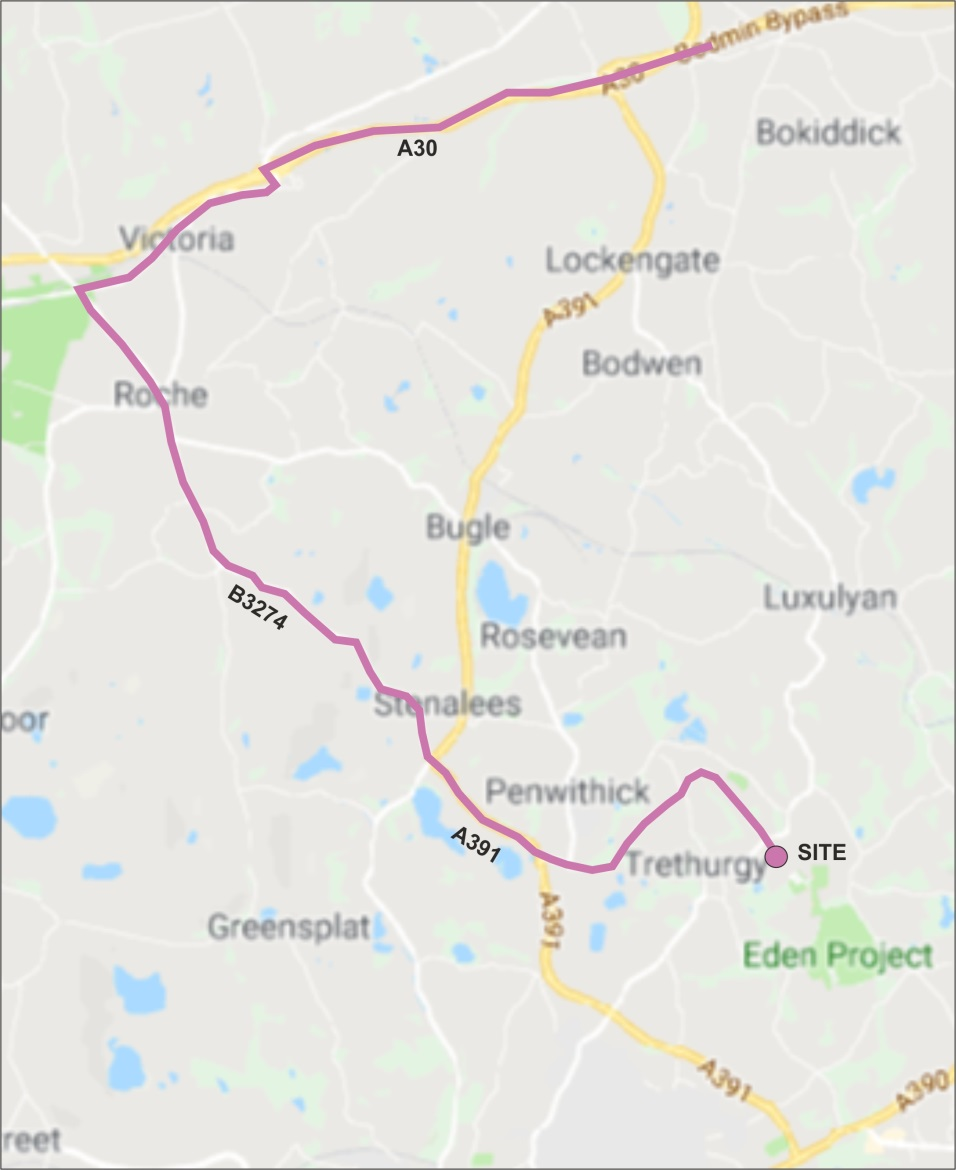 Bodmin Bypass
A30
Bokiddick
A30
Victoria
Lockengate
A391
Bodwen
Roche
Bugle
B3274
Luxulyan
Rosevean
Stenalees
oor
Penwithick
A391
SITE
Trethurgy
A391
Greensplat
Eden Project
A391
A390
reet